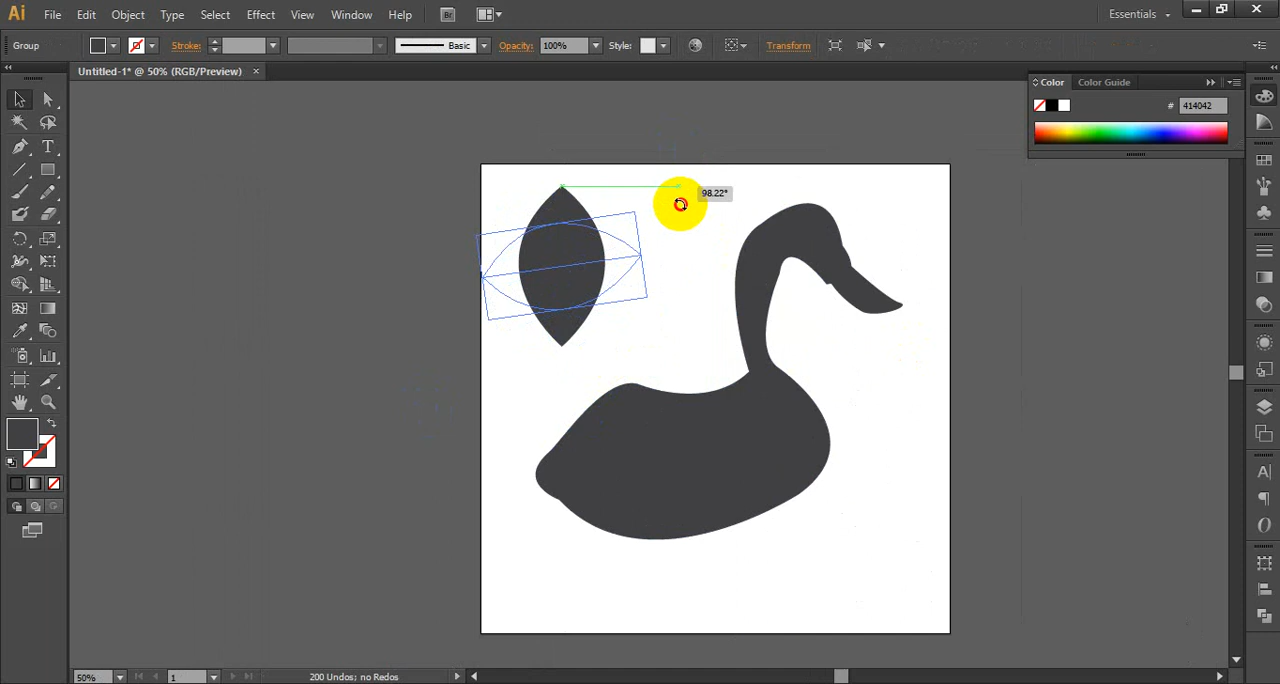 Ai File Edit Object Type Select Effect View Window Help Br Essentials
Group Stroke: Basic Opacity: 100% Style: Transform
Untitled-1* @ 50% (RGB/Preview) ×
Color Color Guide
# 414042
98.22°
50% 1 200 Undos; no Redos